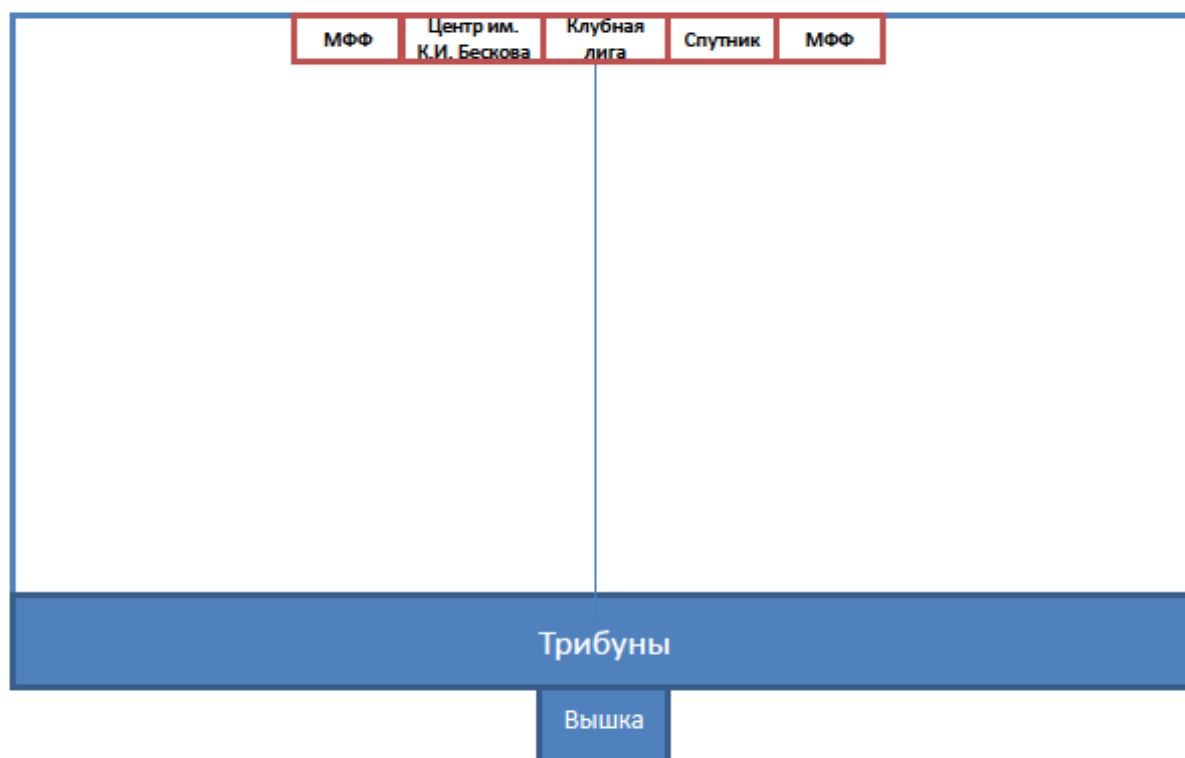 МФФ
Центр им.
К.И. Бескова
Клубная
лига
Спутник
МФФ
Трибуны
Вышка